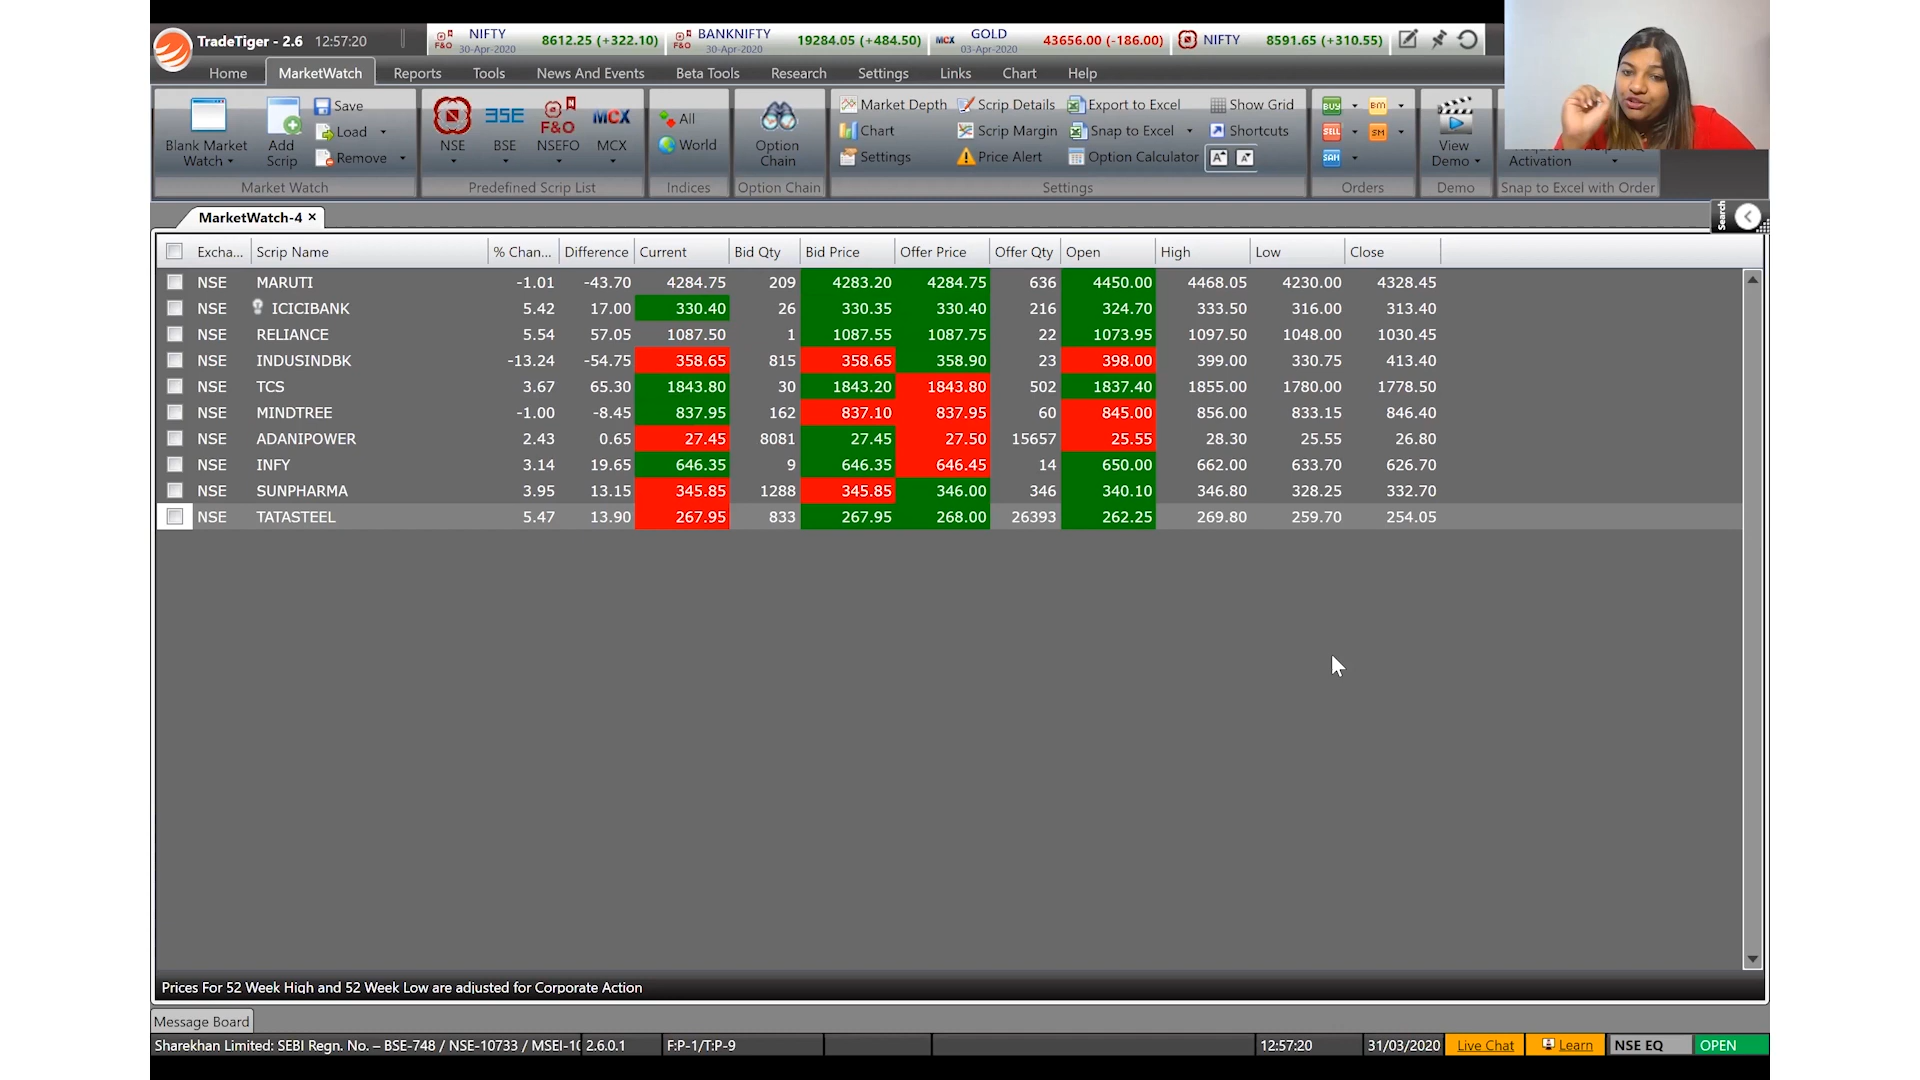 TradeTiger - 2.6 12:57:20
NIFTY 30-Apr-2020 8612.25 (+322.10) BANKNIFTY 30-Apr-2020 19284.05 (+484.50) MCX GOLD 03-Apr-2020 43656.00 (-186.00) NIFTY 8591.65 (+310.55)
Home MarketWatch Reports Tools News And Events Beta Tools Research Settings Links Chart Help
Blank Market Watch
Add Scrip
Save
Load
Remove
Market Watch
NSE
BSE BSE
F&O NSEFO
MCX MCX
Predefined Scrip List
All
World
Indices
Option Chain
Option Chain
Market Depth Scrip Details Export to Excel Show Grid
Chart Scrip Margin Snap to Excel Shortcuts
Settings Price Alert Option Calculator
Settings
BUY BM
SELL SM
SAH
Orders
View Demo
Demo
Activation
Snap to Excel with Order
MarketWatch-4
Search
Excha... Scrip Name % Chan... Difference Current Bid Qty Bid Price Offer Price Offer Qty Open High Low Close
NSE MARUTI -1.01 -43.70 4284.75 209 4283.20 4284.75 636 4450.00 4468.05 4230.00 4328.45
NSE ICICIBANK 5.42 17.00 330.40 26 330.35 330.40 216 324.70 333.50 316.00 313.40
NSE RELIANCE 5.54 57.05 1087.50 1 1087.55 1087.75 22 1073.95 1097.50 1048.00 1030.45
NSE INDUSINDBK -13.24 -54.75 358.65 815 358.65 358.90 23 398.00 399.00 330.75 413.40
NSE TCS 3.67 65.30 1843.80 30 1843.20 1843.80 502 1837.40 1855.00 1780.00 1778.50
NSE MINDTREE -1.00 -8.45 837.95 162 837.10 837.95 60 845.00 856.00 833.15 846.40
NSE ADANIPOWER 2.43 0.65 27.45 8081 27.45 27.50 15657 25.55 28.30 25.55 26.80
NSE INFY 3.14 19.65 646.35 9 646.35 646.45 14 650.00 662.00 633.70 626.70
NSE SUNPHARMA 3.95 13.15 345.85 1288 345.85 346.00 346 340.10 346.80 328.25 332.70
NSE TATASTEEL 5.47 13.90 267.95 833 267.95 268.00 26393 262.25 269.80 259.70 254.05
Prices For 52 Week High and 52 Week Low are adjusted for Corporate Action
Message Board
Sharekhan Limited: SEBI Regn. No. – BSE-748 / NSE-10733 / MSEI-10 2.6.0.1 F:P-1/T:P-9 12:57:20 31/03/2020 Live Chat Learn NSE EQ OPEN